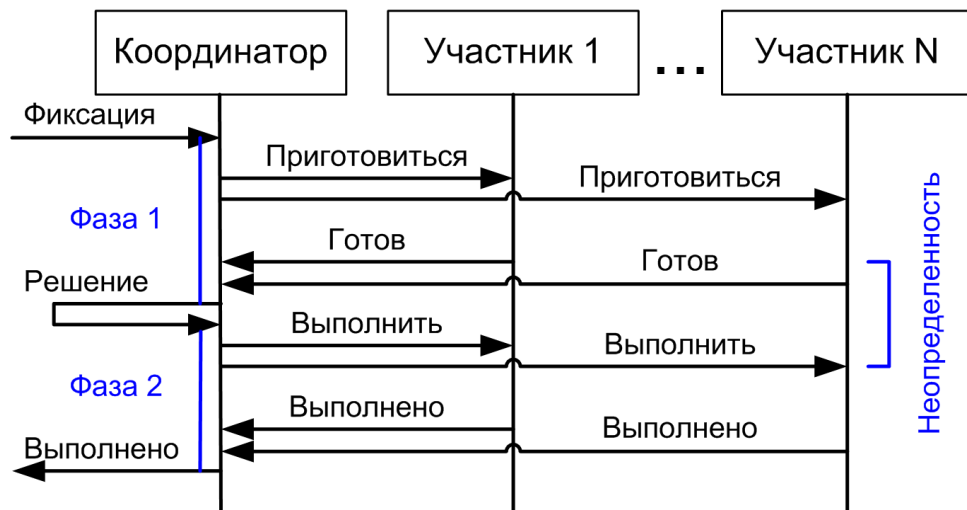 Координатор
Участник 1
...
Участник N
Фиксация
Приготовиться
Приготовиться
Фаза 1
Готов
Готов
Решение
Выполнить
Выполнить
Фаза 2
Выполнено
Выполнено
Выполнено
Неопределенность